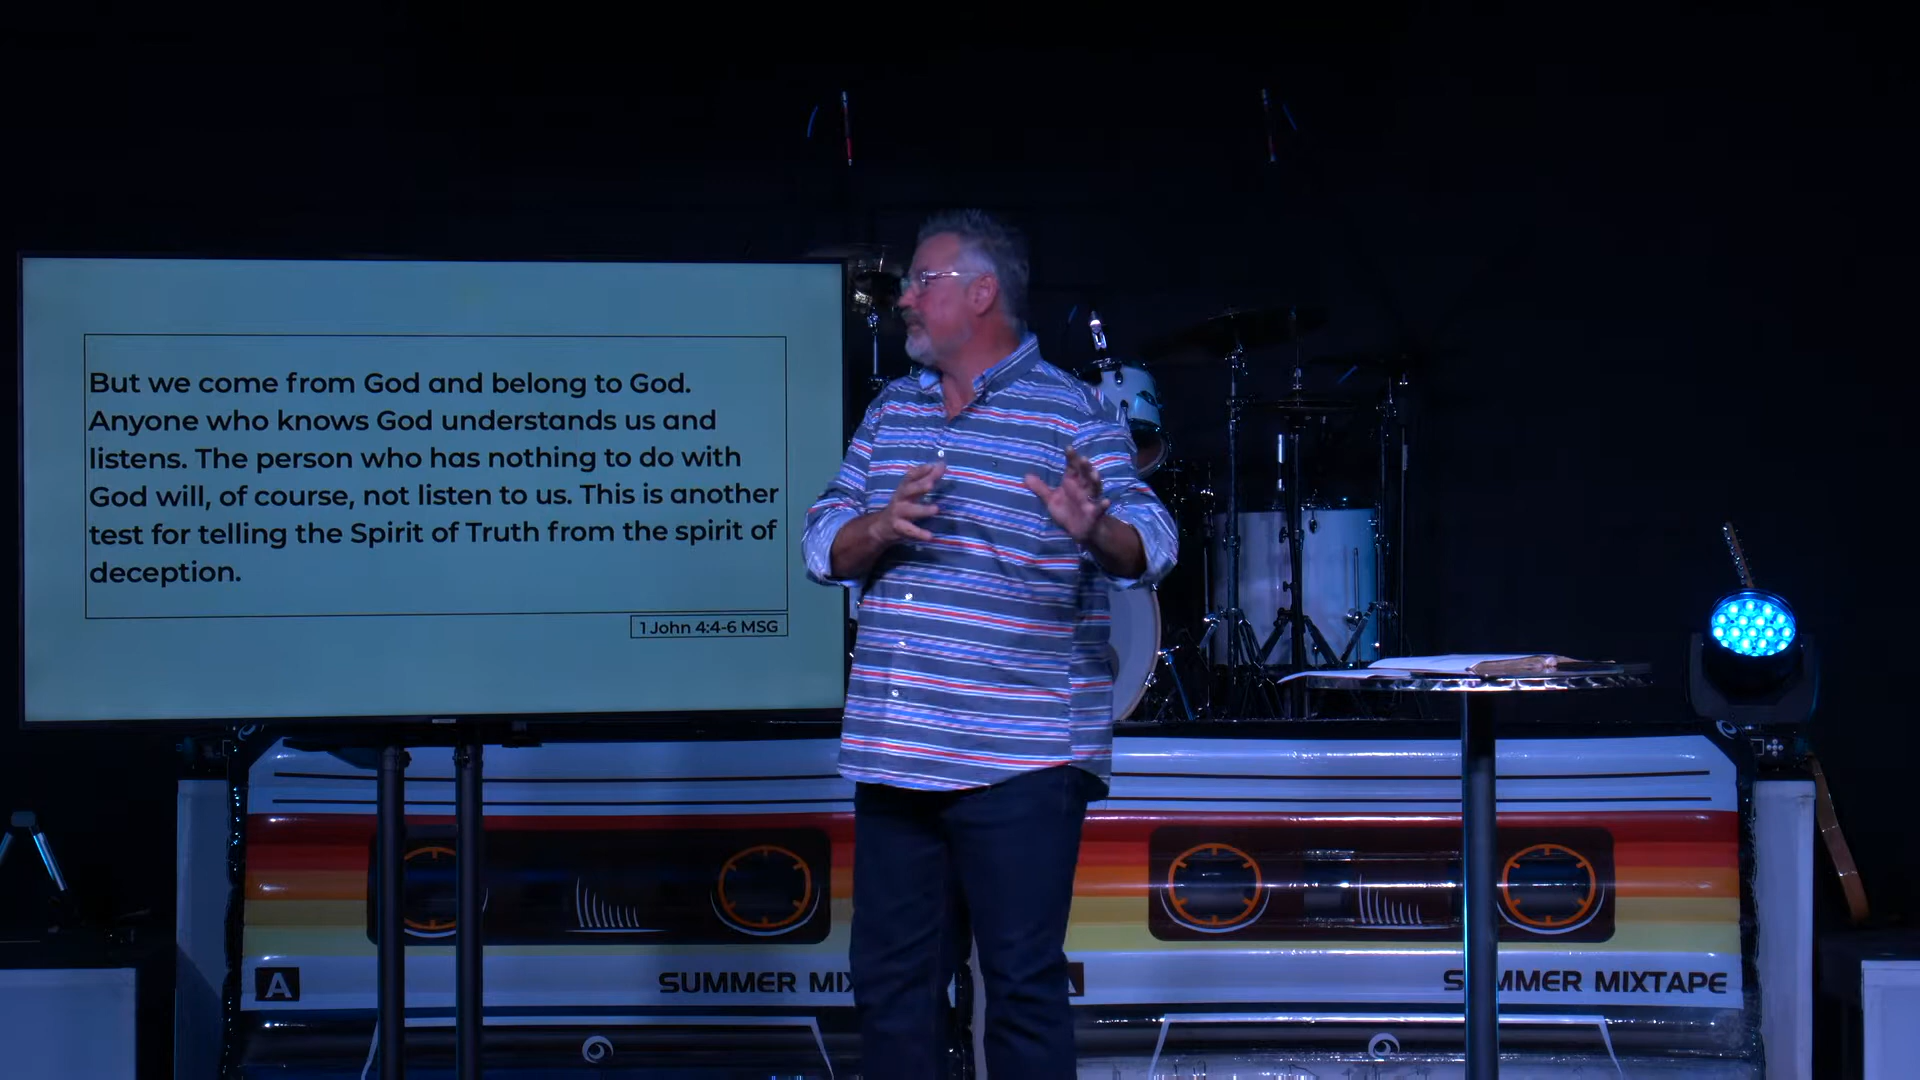 But we come from God and belong to God.
Anyone who knows God understands us and
listens. The person who has nothing to do with
God will, of course, not listen to us. This is another
test for telling the Spirit of Truth from the spirit of
deception.
1 John 4:4-6 MSG
A
SUMMER MIX
SUMMER MIXTAPE